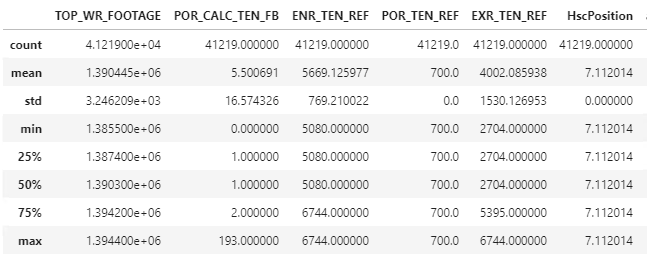 TOP_WR_FOOTAGE POR_CALC_TEN_FB ENR_TEN_REF POR_TEN_REF EXR_TEN_REF HscPosition
count 4.121900e+04 41219.000000 41219.000000 41219.0 41219.000000 41219.000000
mean 1.390445e+06 5.500691 5669.125977 700.0 4002.085938 7.112014
std 3.246209e+03 16.574326 769.210022 0.0 1530.126953 0.000000
min 1.385500e+06 0.000000 5080.000000 700.0 2704.000000 7.112014
25% 1.387400e+06 1.000000 5080.000000 700.0 2704.000000 7.112014
50% 1.390300e+06 1.000000 5080.000000 700.0 2704.000000 7.112014
75% 1.394200e+06 2.000000 6744.000000 700.0 5395.000000 7.112014
max 1.394400e+06 193.000000 6744.000000 700.0 6744.000000 7.112014